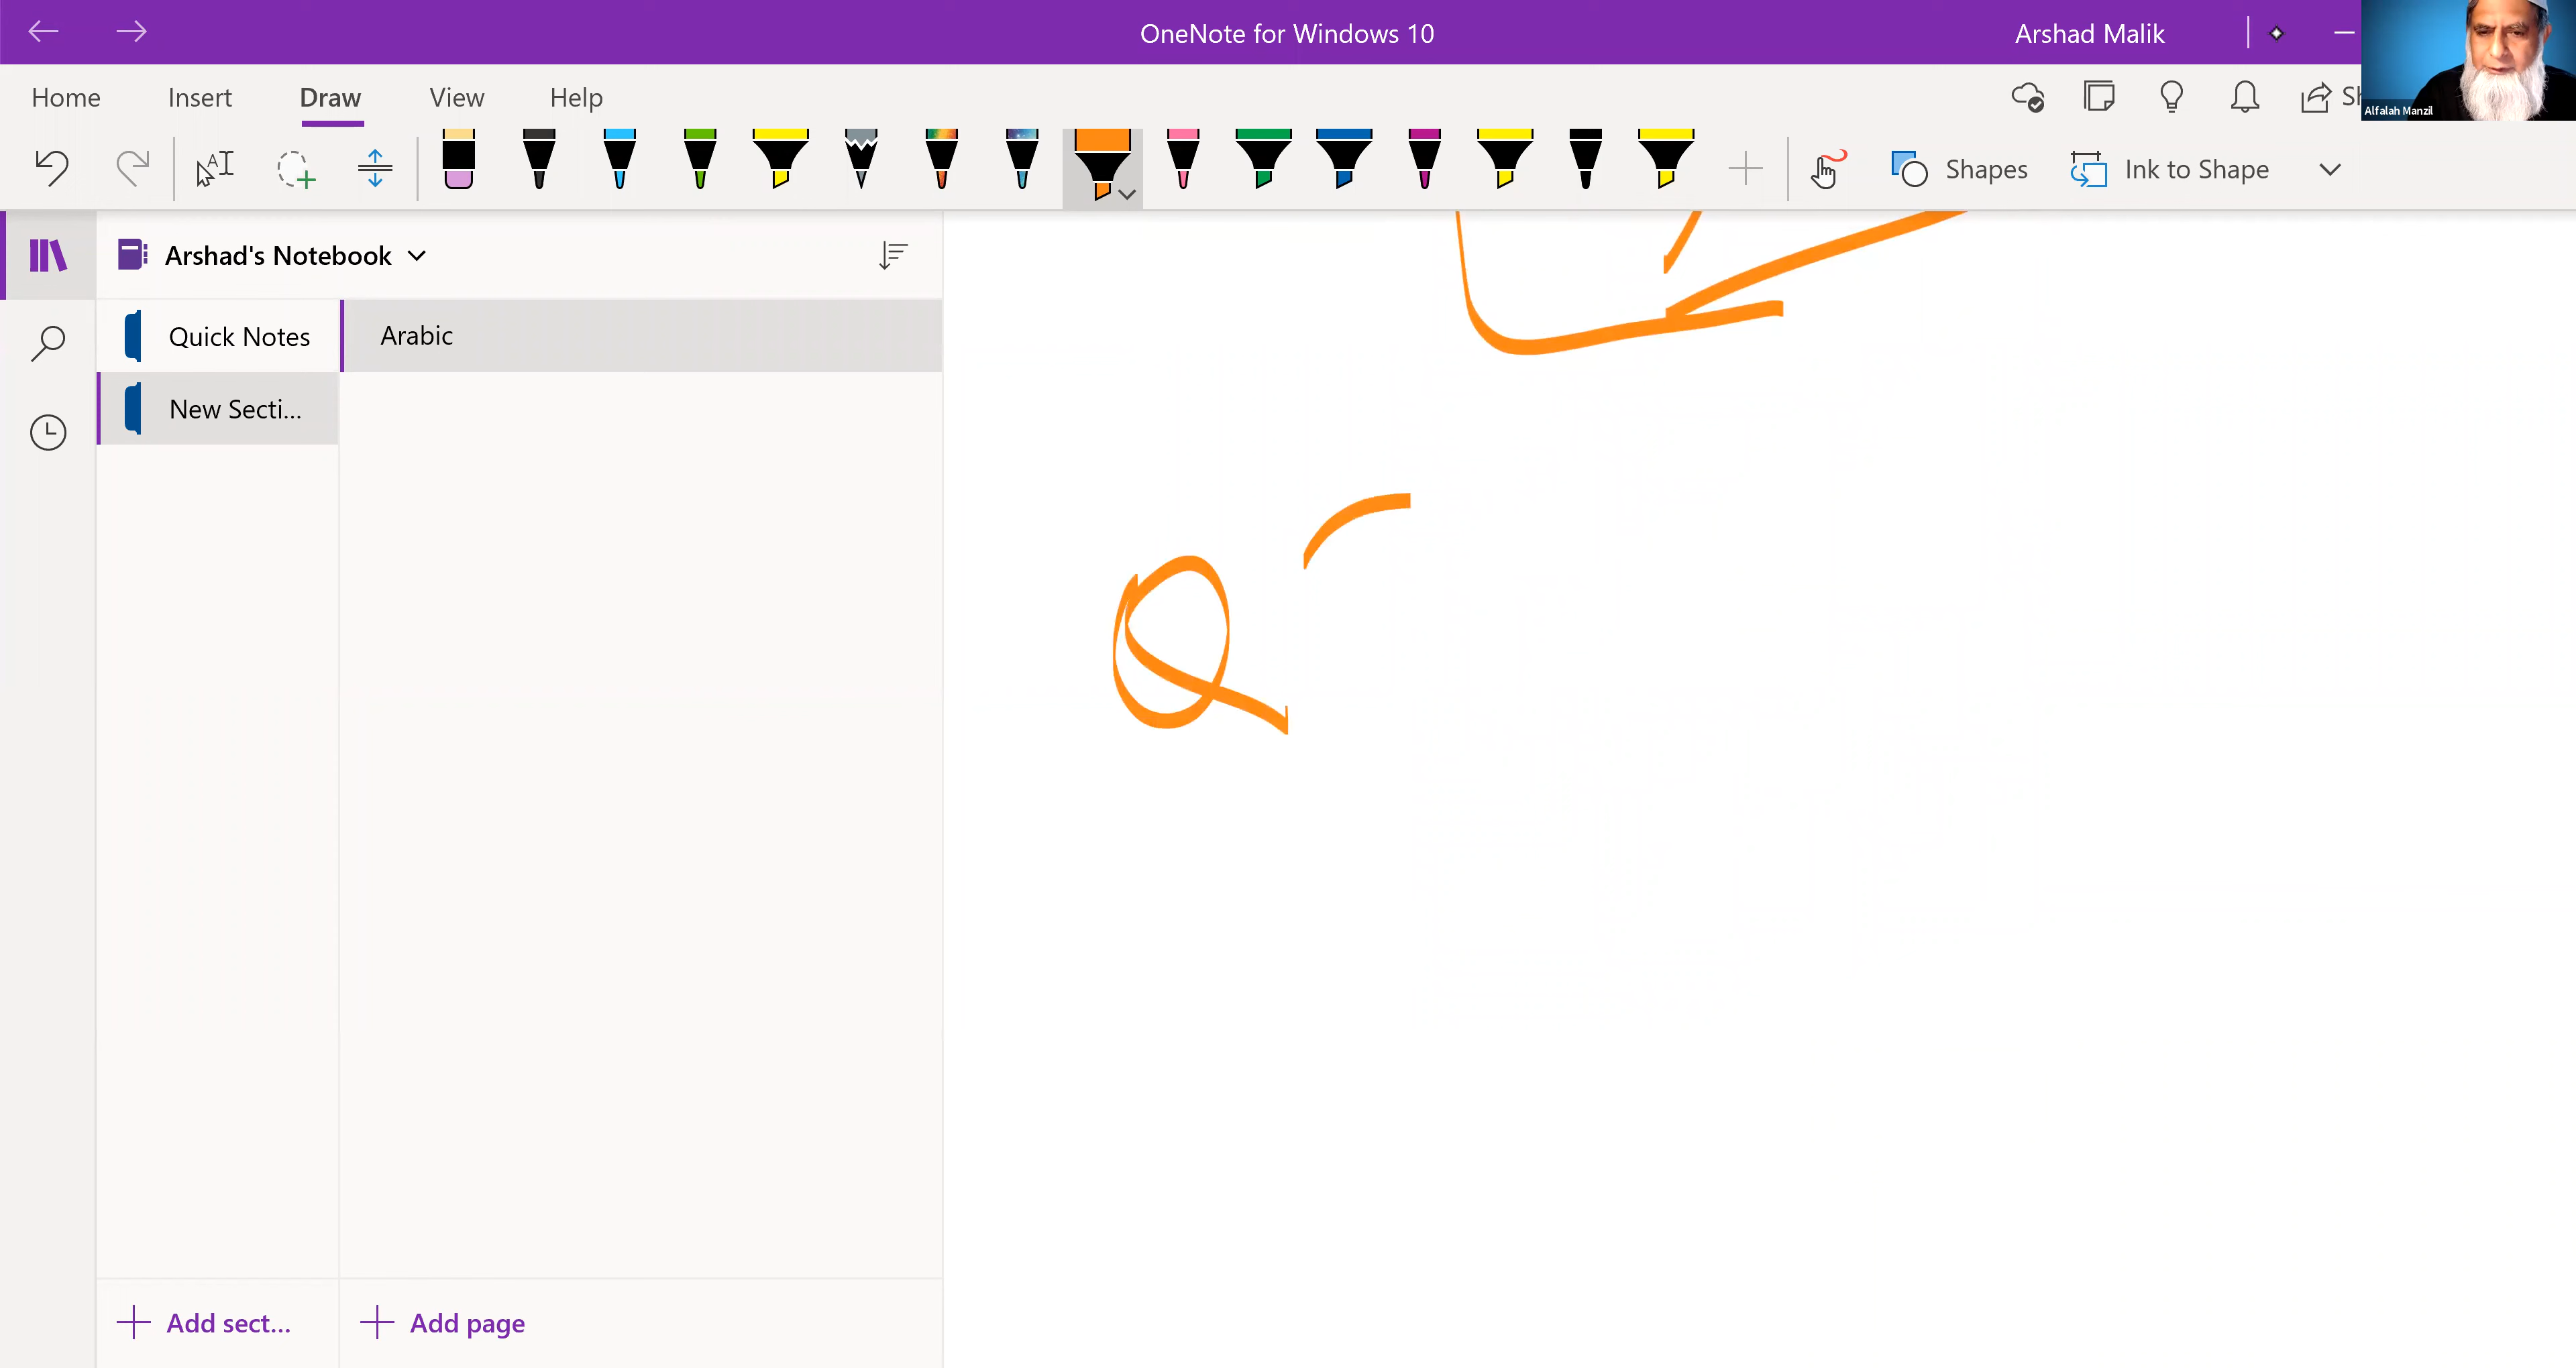 OneNote for Windows 10
Arshad Malik
Alfalah Manzil
Home Insert Draw View Help
Shapes Ink to Shape
Arshad's Notebook
Quick Notes
Arabic
New Secti...
Q
Add sect...
Add page